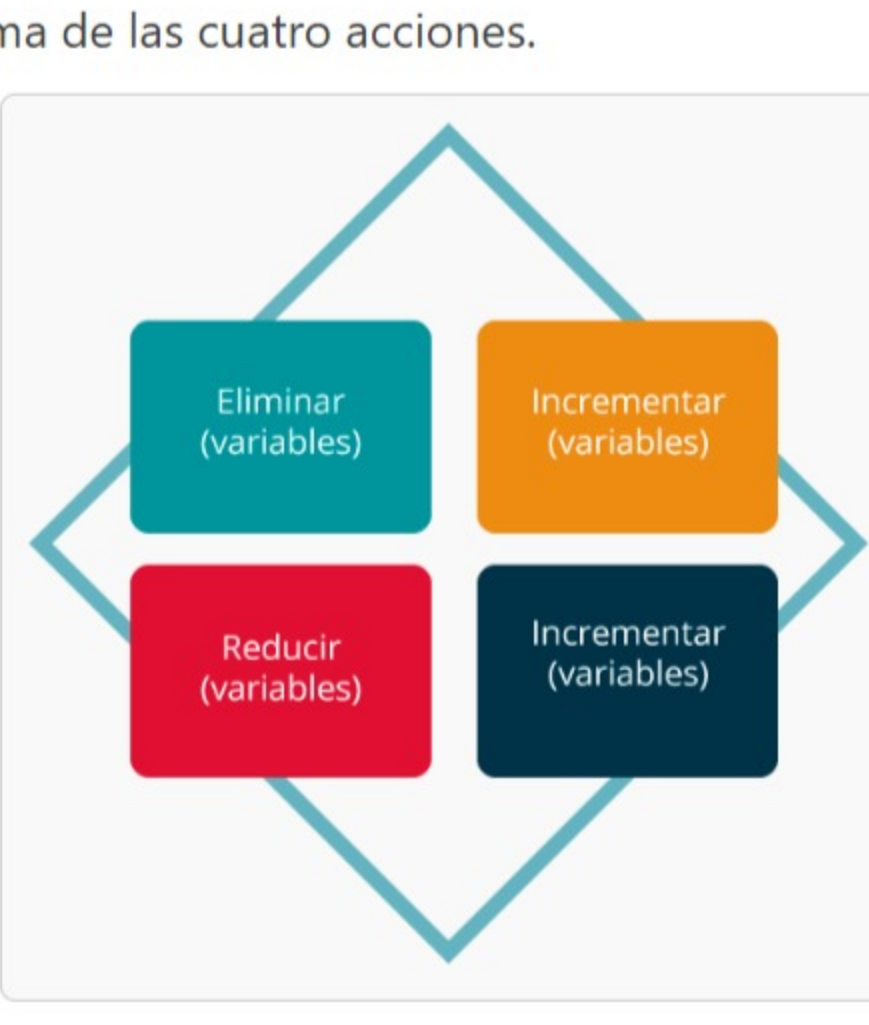 ma de las cuatro acciones.
Eliminar
(variables)
Incrementar
(variables)
Reducir
(variables)
Incrementar
(variables)